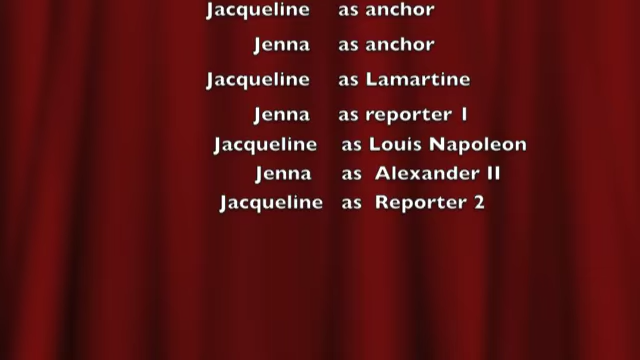 Jacqueline as anchor
Jenna as anchor
Jacqueline as Lamartine
Jenna as reporter 1
Jacqueline as Louis Napoleon
Jenna as Alexander II
Jacqueline as Reporter 2